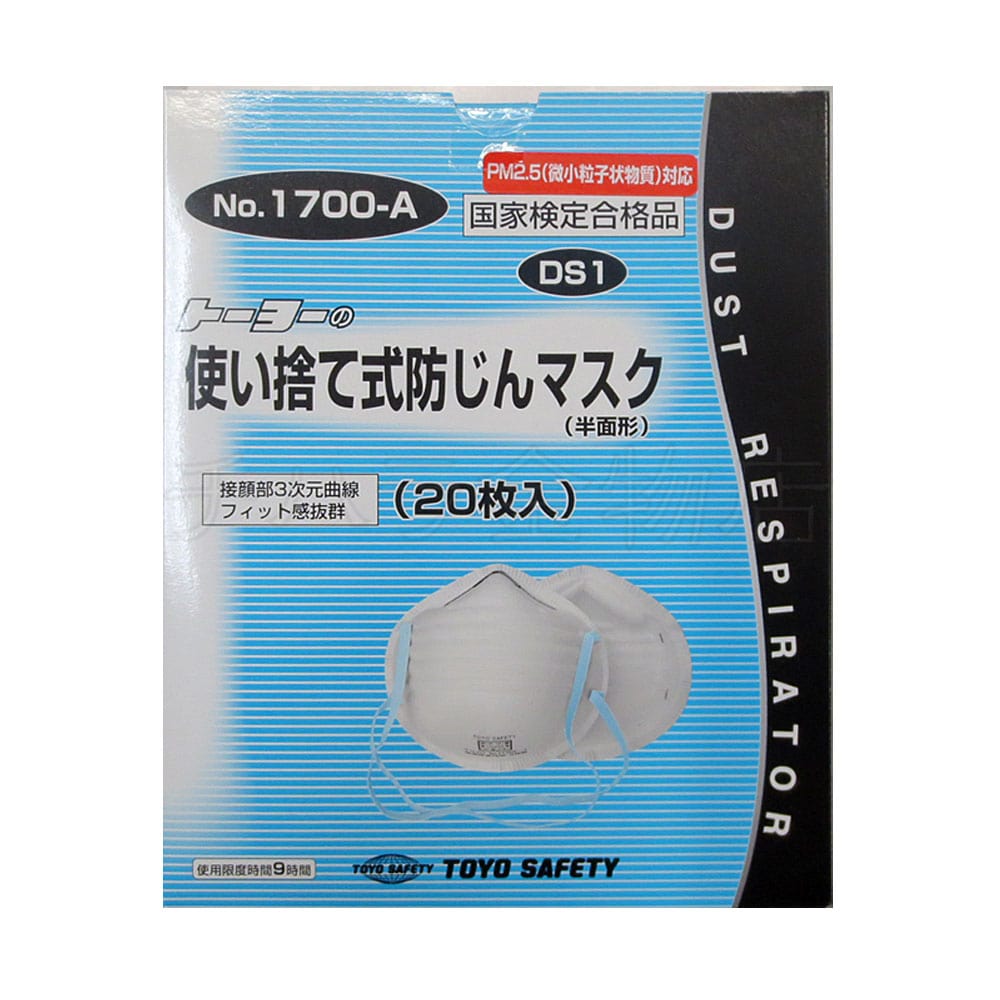 PM2.5(微小粒子状物質)対応
No.1700-A
国家検定合格品
DS1
トーヨーの
使い捨て式防じんマスク
(半面形)
接顔部3次元曲線
フィット感抜群
(20枚入)
DUST RESPIRATOR
TOYO SAFETY
使用限度時間9時間
TOYO SAFETY
TOYO SAFETY